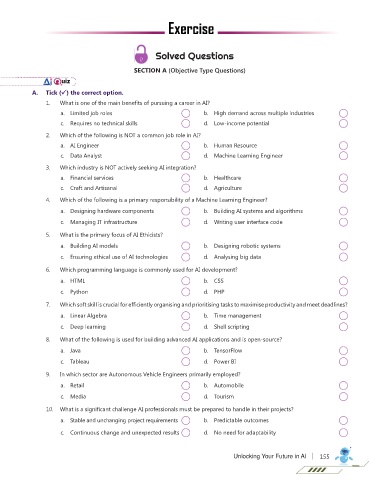 Exercise
Solved Questions
SECTION A (Objective Type Questions)
Ai Quiz
A. Tick (✓) the correct option.
1. What is one of the main benefits of pursuing a career in AI?
a. Limited job roles b. High demand across multiple industries
c. Requires no technical skills d. Low-income potential
2. Which of the following is NOT a common job role in AI?
a. AI Engineer b. Human Resource
c. Data Analyst d. Machine Learning Engineer
3. Which industry is NOT actively seeking AI integration?
a. Financial services b. Healthcare
c. Craft and Artisanal d. Agriculture
4. Which of the following is a primary responsibility of a Machine Learning Engineer?
a. Designing hardware components b. Building AI systems and algorithms
c. Managing IT infrastructure d. Writing user interface code
5. What is the primary focus of AI Ethicists?
a. Building AI models b. Designing robotic systems
c. Ensuring ethical use of AI technologies d. Analysing big data
6. Which programming language is commonly used for AI development?
a. HTML b. CSS
c. Python d. PHP
7. Which soft skill is crucial for efficiently organising and prioritising tasks to maximise productivity and meet deadlines?
a. Linear Algebra b. Time management
c. Deep learning d. Shell scripting
8. What of the following is used for building advanced AI applications and is open-source?
a. Java b. TensorFlow
c. Tableau d. Power BI
9. In which sector are Autonomous Vehicle Engineers primarily employed?
a. Retail b. Automobile
c. Media d. Tourism
10. What is a significant challenge AI professionals must be prepared to handle in their projects?
a. Stable and unchanging project requirements b. Predictable outcomes
c. Continuous change and unexpected results d. No need for adaptability
Unlocking Your Future in AI | 155